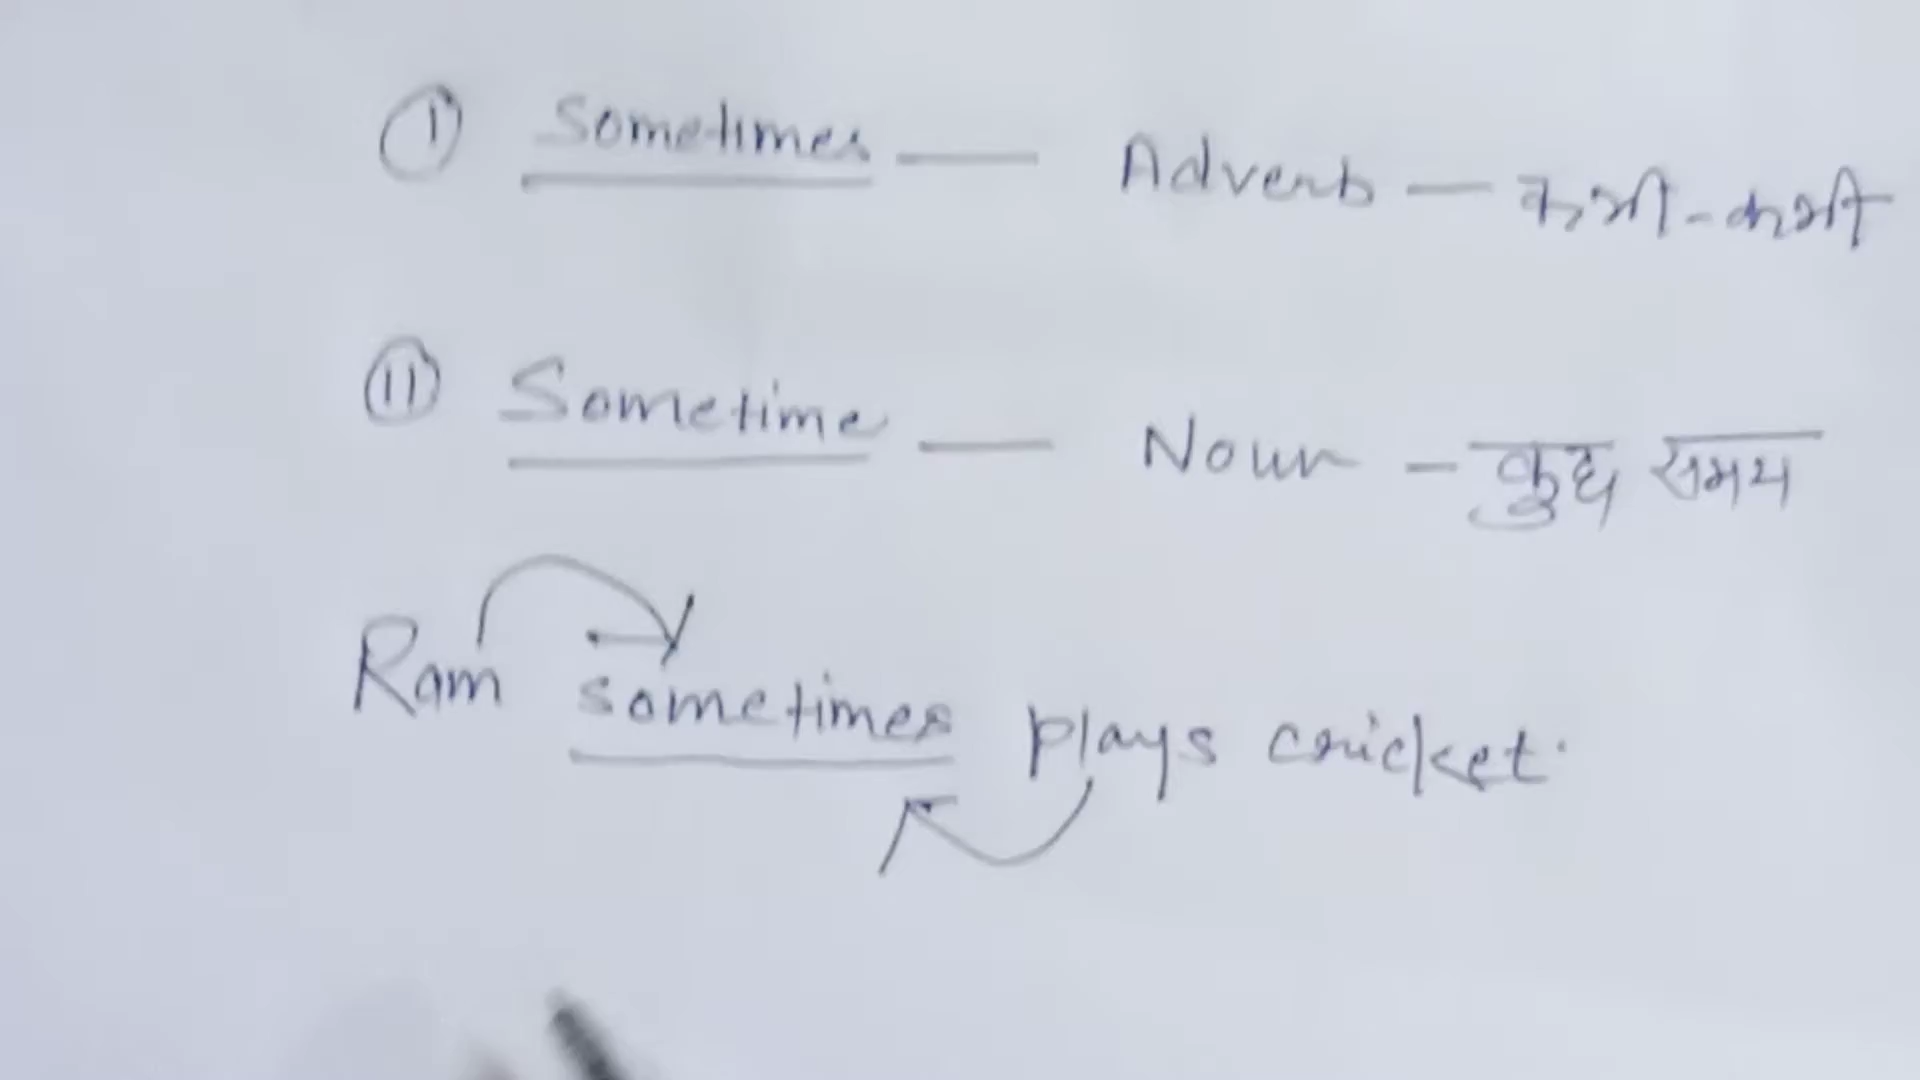 (I) Sometimes — Adverb — कभी-कभी
(II) Sometime — Noun — कुछ समय
Ram sometimes plays cricket.